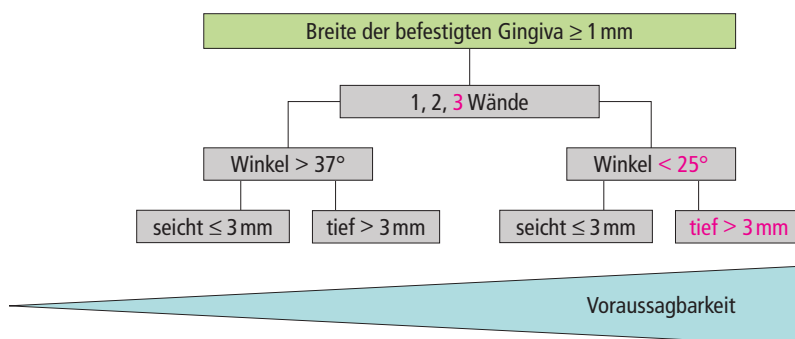 Breite der befestigten Gingiva ≥ 1 mm
1, 2, 3 Wände
Winkel > 37°
Winkel < 25°
seicht ≤ 3 mm
tief > 3 mm
seicht ≤ 3 mm
tief > 3 mm
Voraussagbarkeit